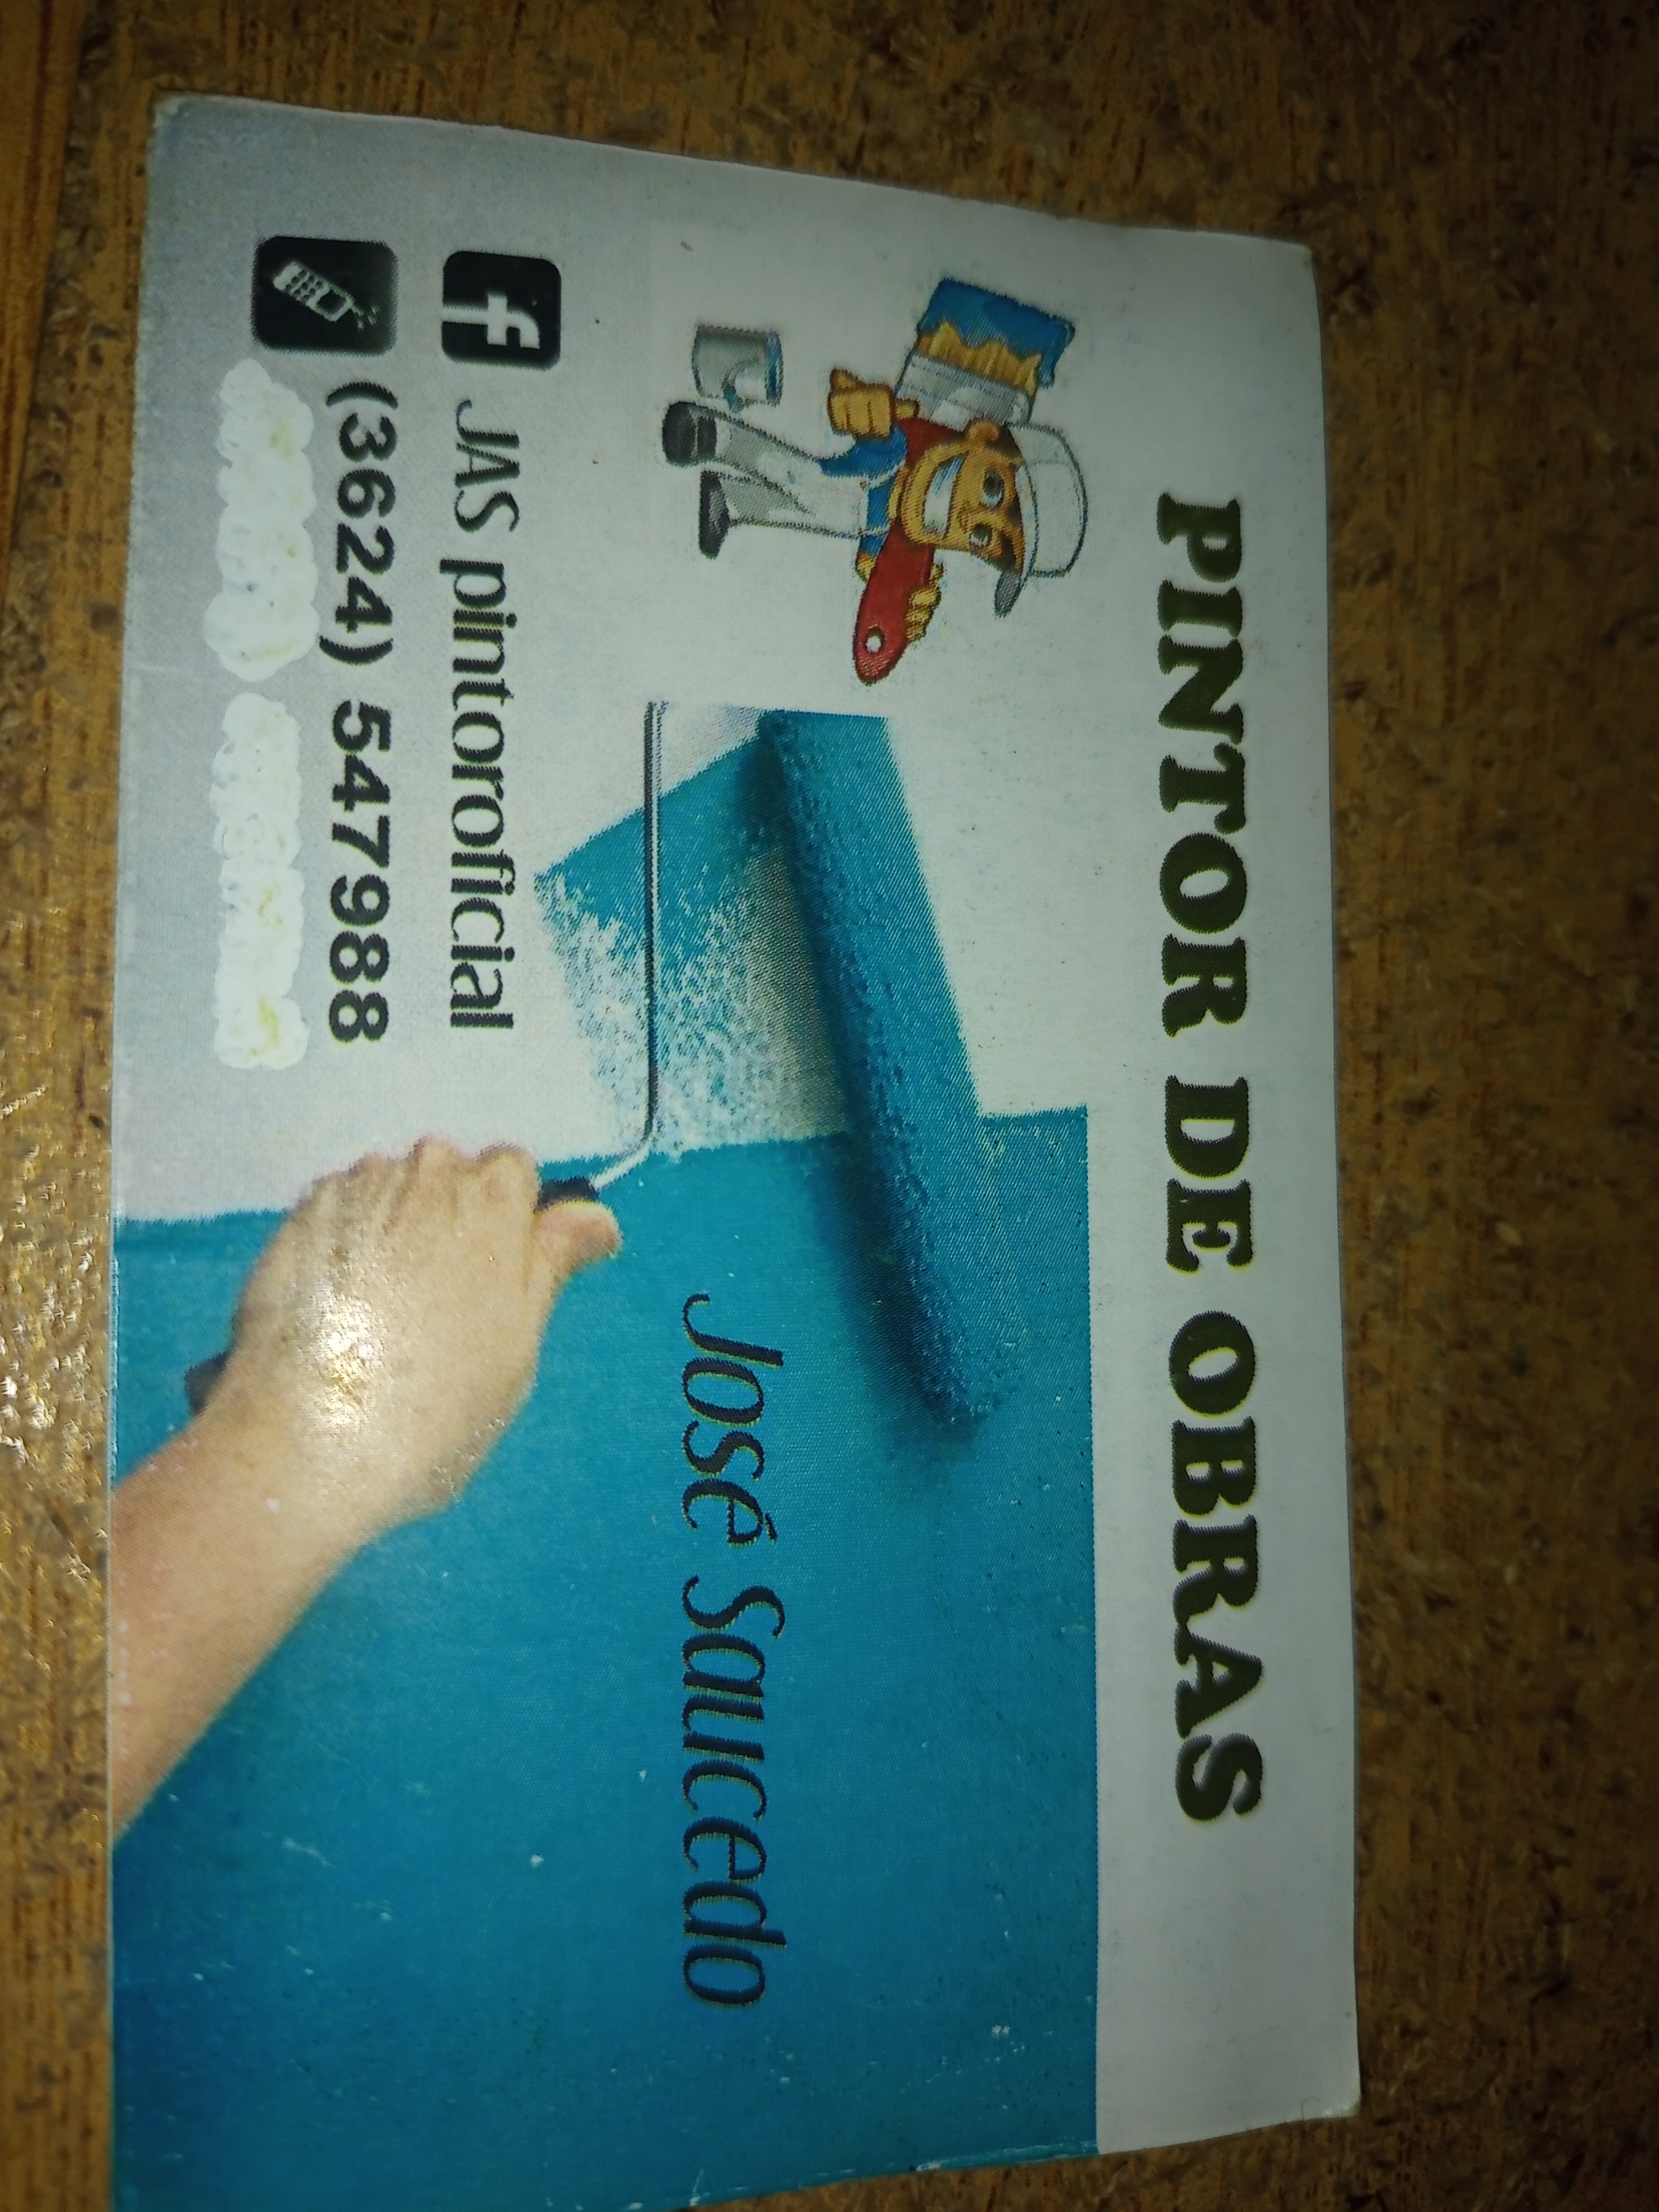 PINTOR DE OBRAS
José Saucedo
JAS pintoroficial
(3624) 547988